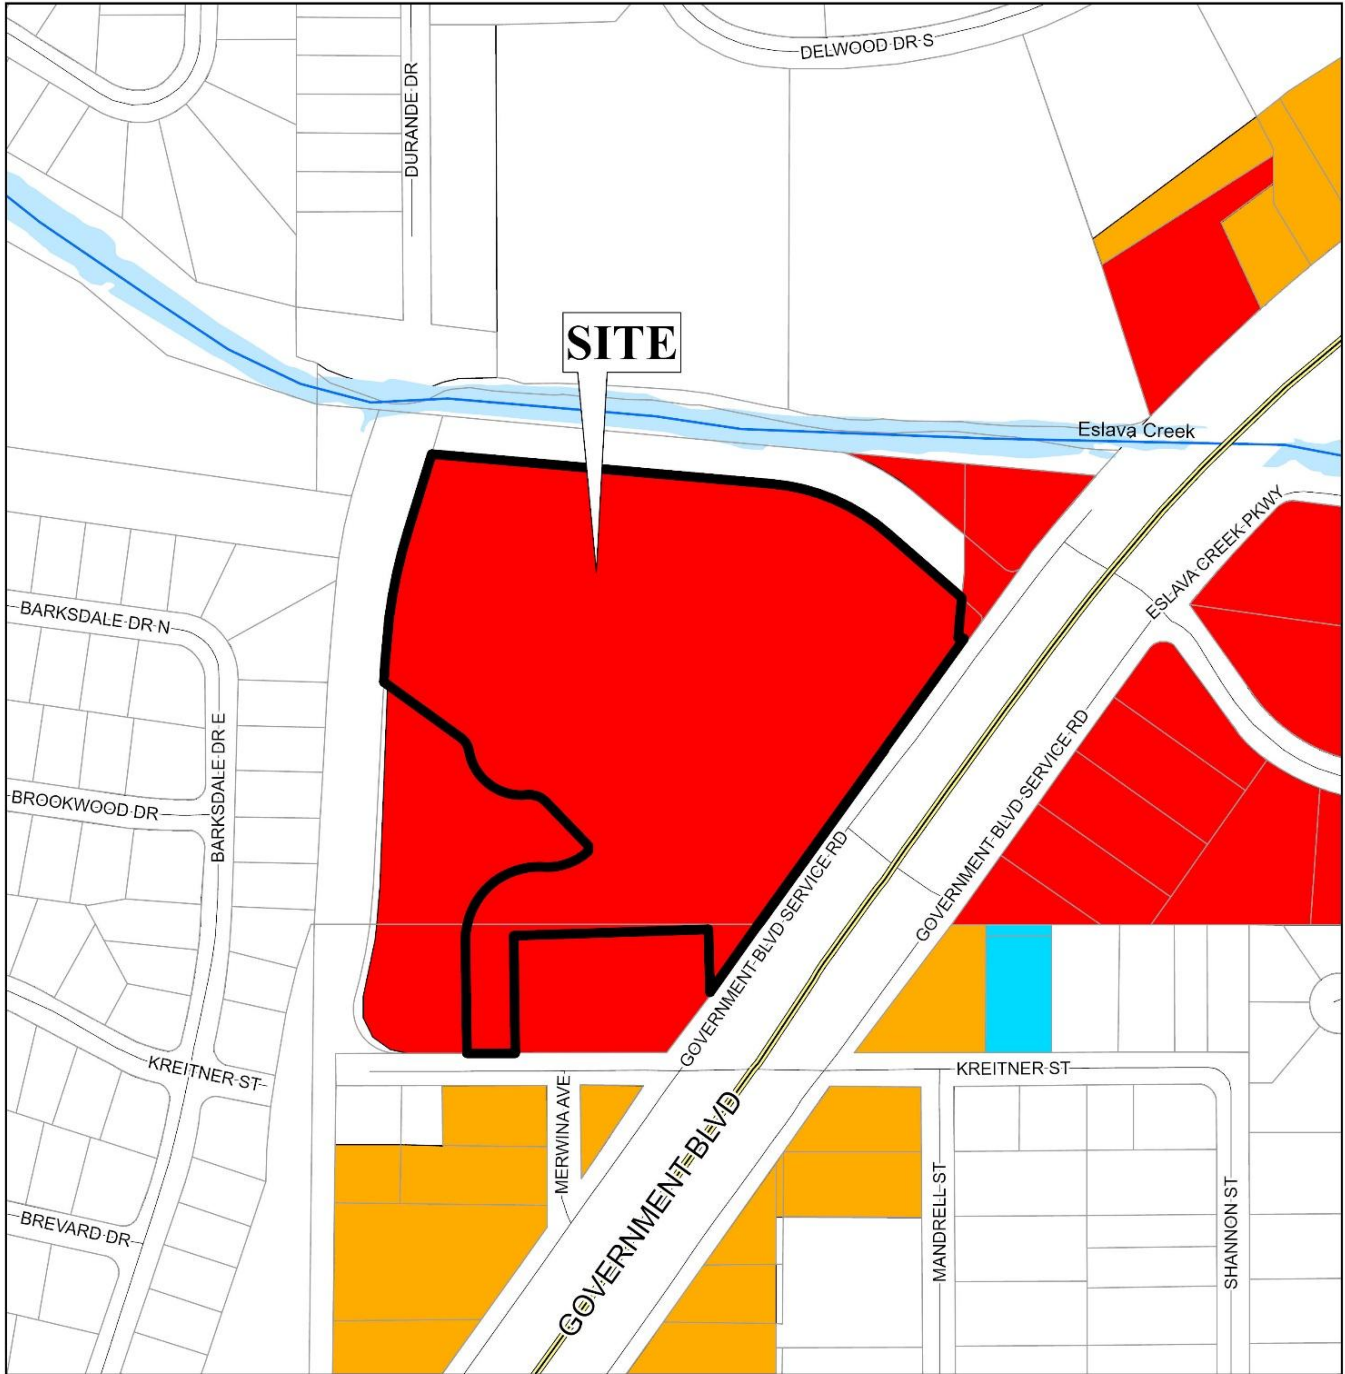 DELWOOD DR S
DURANDE DR
SITE
Eslava Creek
ESLAVA CREEK PKWY
BARKSDALE DR N
BARKSDALE DR E
BROOKWOOD DR
GOVERNMENT BLVD SERVICE RD
GOVERNMENT BLVD SERVICE RD
KREITNER ST
KREITNER ST
MERWINA AVE
GOVERNMENT BLVD
MANDRELL ST
SHANNON ST
BREVARD DR